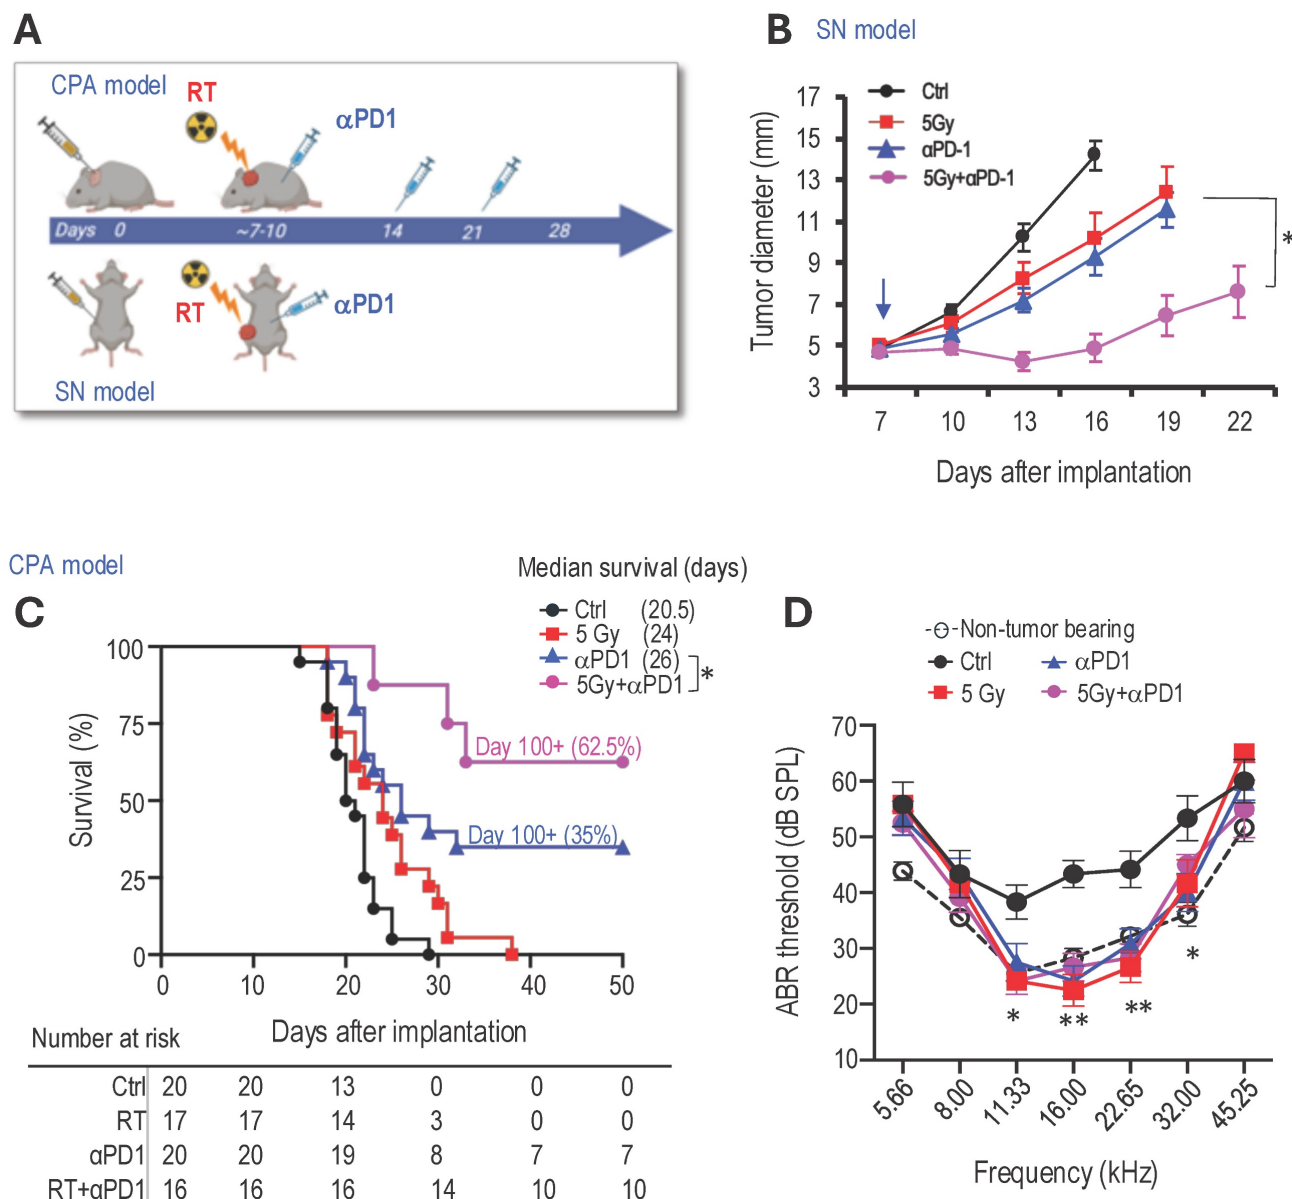 A
CPA model
RT
αPD1
Days 0 ~7-10 14 21 28
RT
αPD1
SN model
B
SN model
Ctrl
5Gy
αPD-1
5Gy+αPD-1
17
15
13
11
9
7
5
3
Tumor diameter (mm)
*
7 10 13 16 19 22
Days after implantation
CPA model
C
Median survival (days)
Ctrl (20.5)
5 Gy (24)
αPD1 (26)
5Gy+αPD1
*
100
75
50
25
0
Survival (%)
Day 100+ (62.5%)
Day 100+ (35%)
0 10 20 30 40 50
Days after implantation
Number at risk
Ctrl 20 20 13 0 0 0
RT 17 17 14 3 0 0
αPD1 20 20 19 8 7 7
RT+αPD1 16 16 16 14 10 10
D
Non-tumor bearing
Ctrl αPD1
5 Gy 5Gy+αPD1
70
60
50
40
30
20
10
ABR threshold (dB SPL)
* ** ** *
5.66 8.00 11.33 16.00 22.65 32.00 45.25
Frequency (kHz)